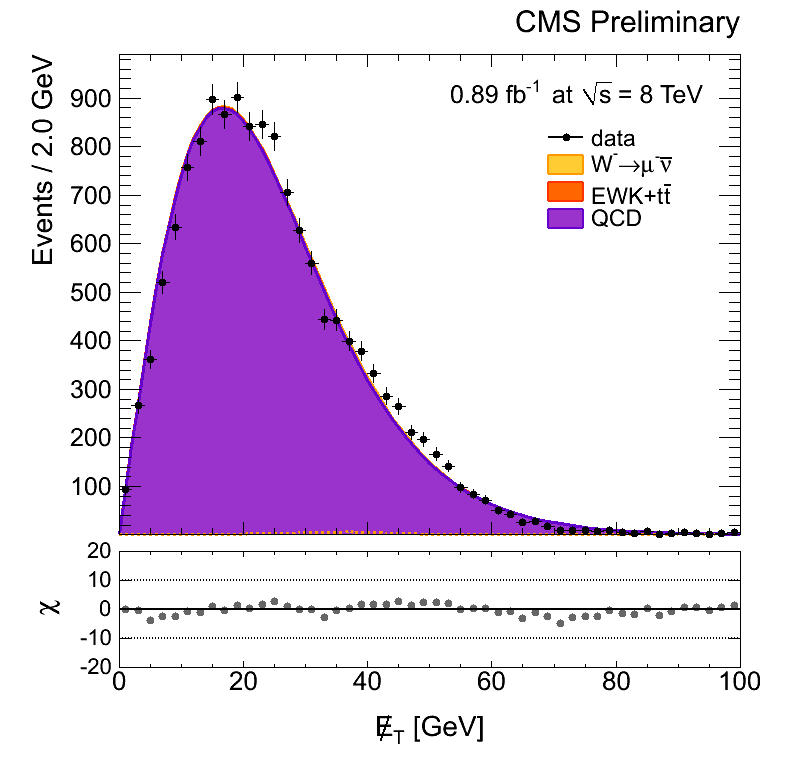 CMS Preliminary
0.89 fb⁻¹ at √s = 8 TeV
data
W⁻→μ⁻ν̅
EWK+tt̅
QCD
Events / 2.0 GeV
900
800
700
600
500
400
300
200
100
20
10
0
-10
-20
χ
0 20 40 60 80 100
E̸_T [GeV]